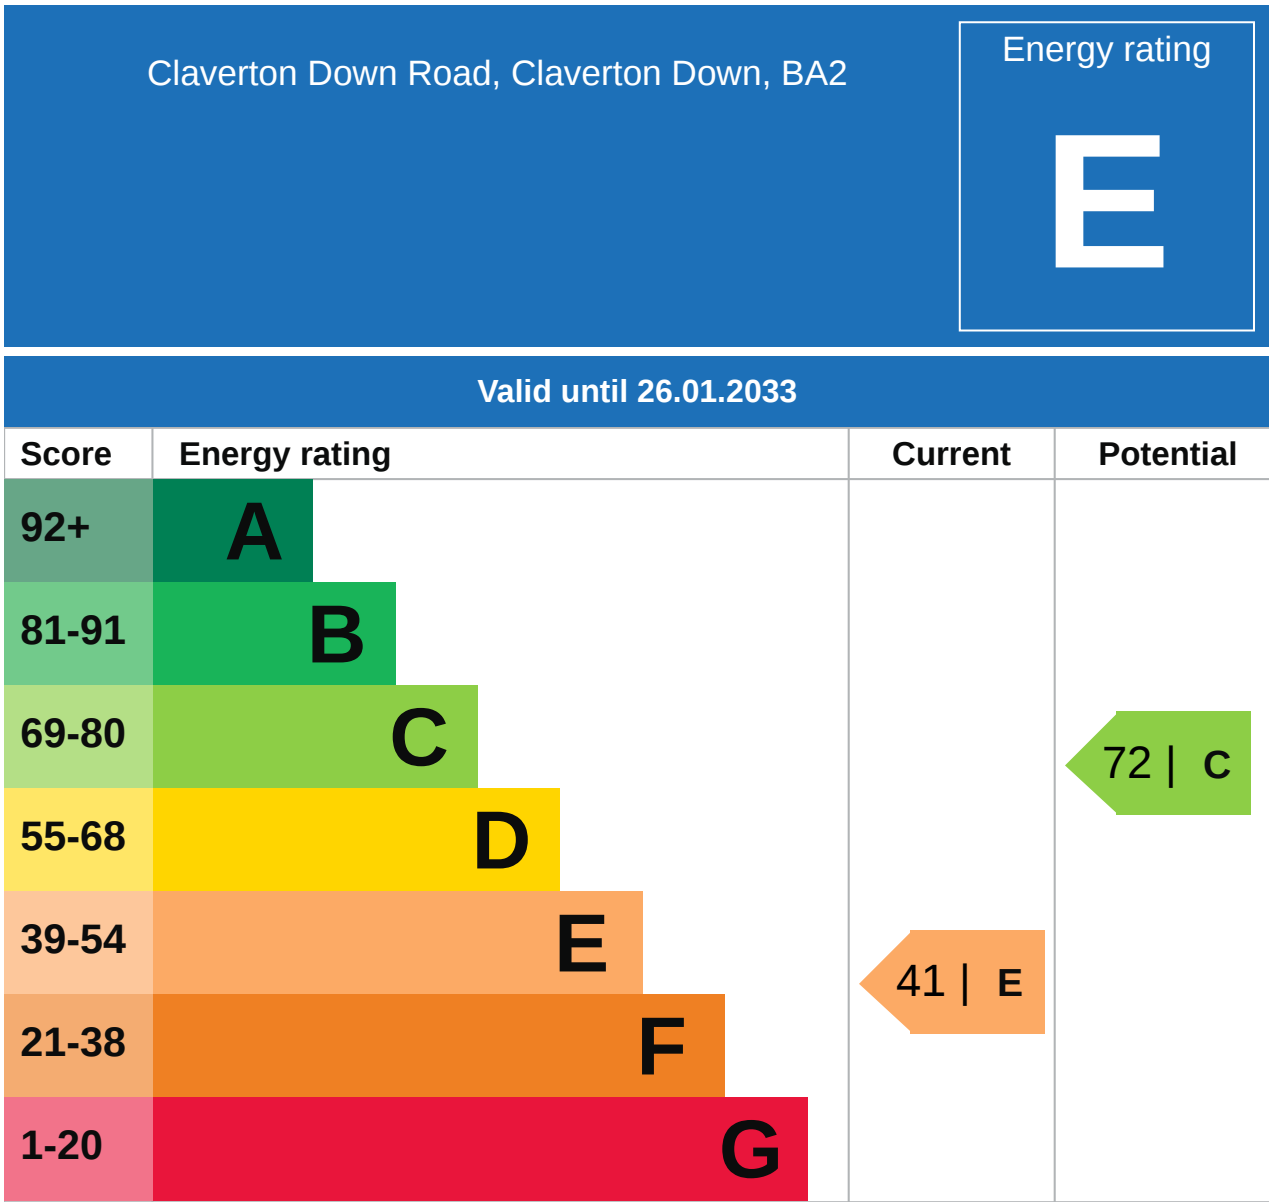 Claverton Down Road, Claverton Down, BA2
Energy rating
E
Valid until 26.01.2033
Score Energy rating Current Potential
92+ A
81-91 B
69-80 C
72 | C
55-68 D
39-54 E
41 | E
21-38 F
1-20 G